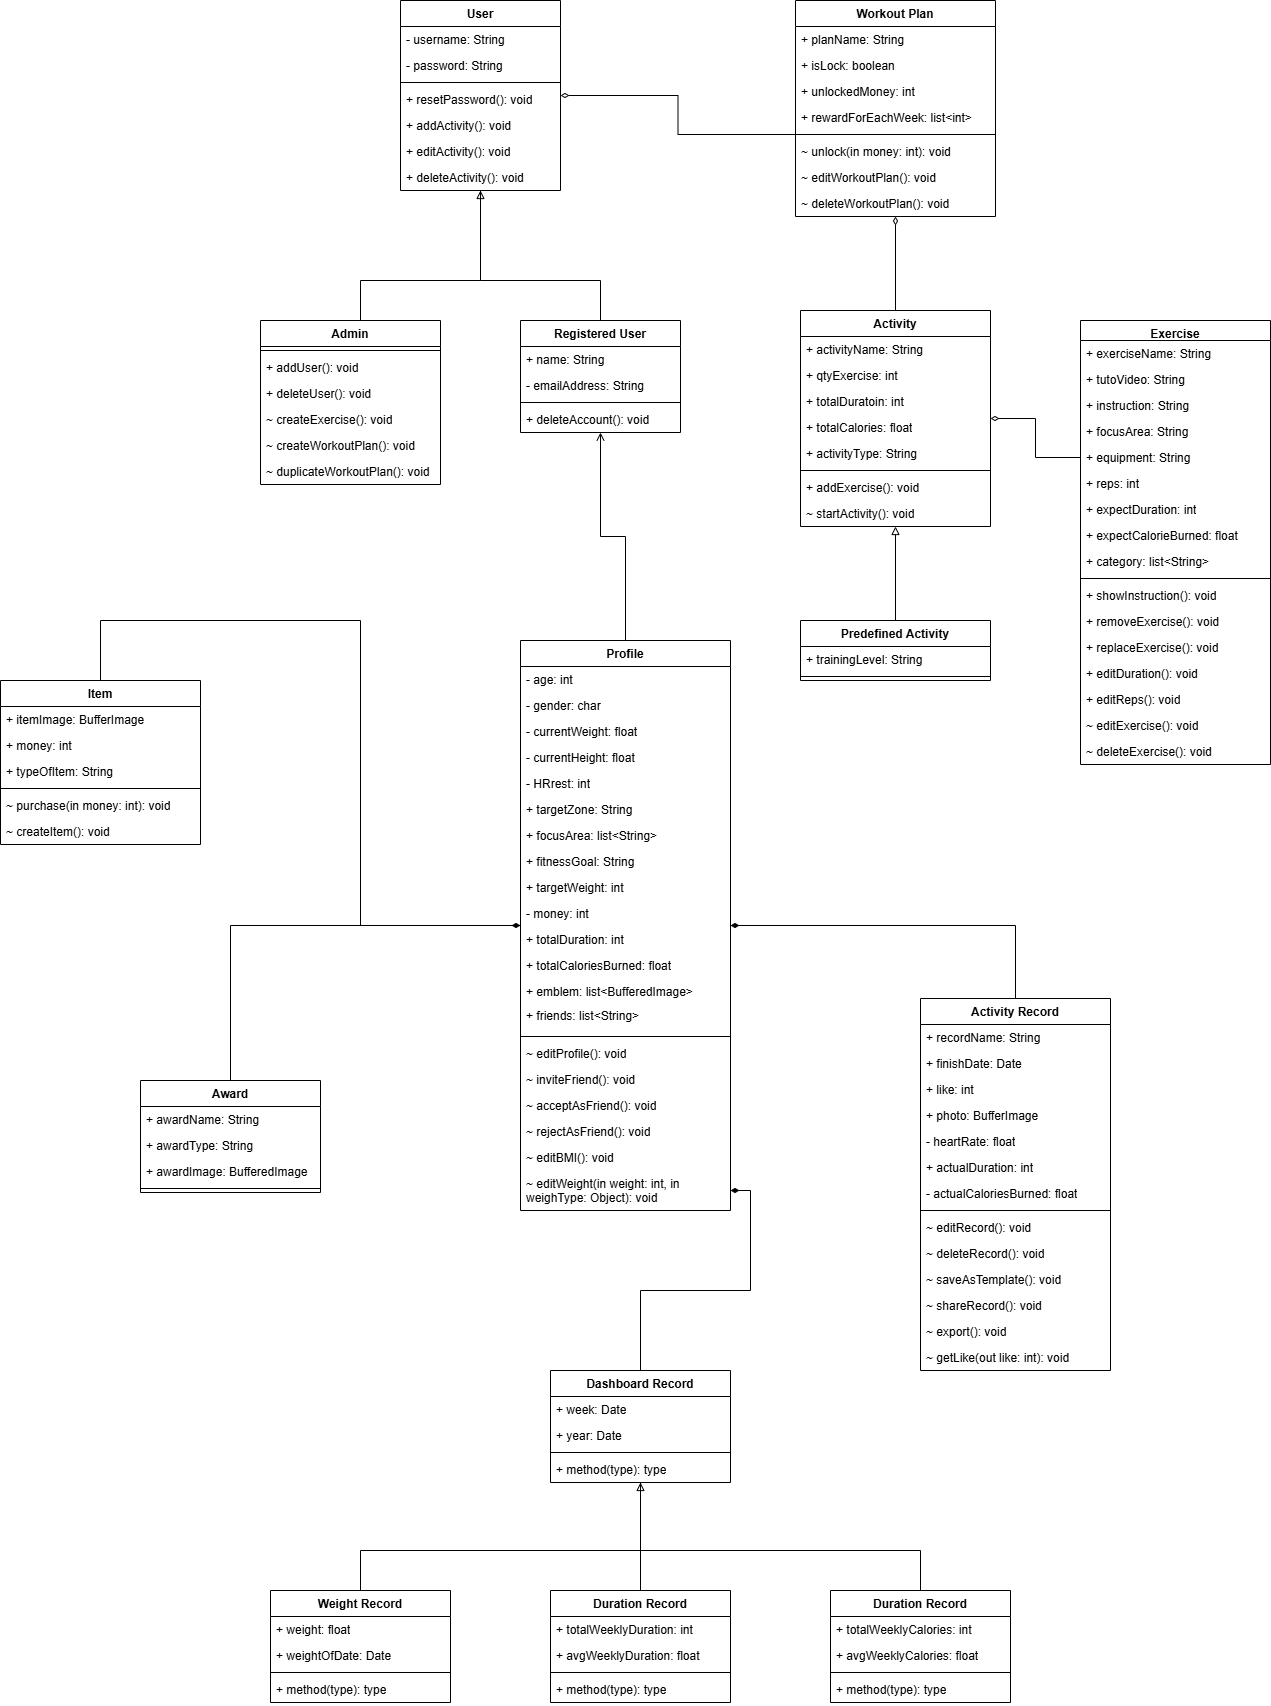 User
- username: String
- password: String
+ resetPassword(): void
+ addActivity(): void
+ editActivity(): void
+ deleteActivity(): void
Workout Plan
+ planName: String
+ isLock: boolean
+ unlockedMoney: int
+ rewardForEachWeek: list<int>
~ unlock(in money: int): void
~ editWorkoutPlan(): void
~ deleteWorkoutPlan(): void
Admin
+ addUser(): void
+ deleteUser(): void
~ createExercise(): void
~ createWorkoutPlan(): void
~ duplicateWorkoutPlan(): void
Registered User
+ name: String
- emailAddress: String
+ deleteAccount(): void
Activity
+ activityName: String
+ qtyExercise: int
+ totalDuratoin: int
+ totalCalories: float
+ activityType: String
+ addExercise(): void
~ startActivity(): void
Exercise
+ exerciseName: String
+ tutoVideo: String
+ instruction: String
+ focusArea: String
+ equipment: String
+ reps: int
+ expectDuration: int
+ expectCalorieBurned: float
+ category: list<String>
+ showInstruction(): void
+ removeExercise(): void
+ replaceExercise(): void
+ editDuration(): void
+ editReps(): void
~ editExercise(): void
~ deleteExercise(): void
Predefined Activity
+ trainingLevel: String
Item
+ itemImage: BufferImage
+ money: int
+ typeOfItem: String
~ purchase(in money: int): void
~ createItem(): void
Profile
- age: int
- gender: char
- currentWeight: float
- currentHeight: float
- HRrest: int
+ targetZone: String
+ focusArea: list<String>
+ fitnessGoal: String
+ targetWeight: int
- money: int
+ totalDuration: int
+ totalCaloriesBurned: float
+ emblem: list<BufferedImage>
+ friends: list<String>
~ editProfile(): void
~ inviteFriend(): void
~ acceptAsFriend(): void
~ rejectAsFriend(): void
~ editBMI(): void
~ editWeight(in weight: int, in
weighType: Object): void
Award
+ awardName: String
+ awardType: String
+ awardImage: BufferedImage
Activity Record
+ recordName: String
+ finishDate: Date
+ like: int
+ photo: BufferImage
- heartRate: float
+ actualDuration: int
- actualCaloriesBurned: float
~ editRecord(): void
~ deleteRecord(): void
~ saveAsTemplate(): void
~ shareRecord(): void
~ export(): void
~ getLike(out like: int): void
Dashboard Record
+ week: Date
+ year: Date
+ method(type): type
Weight Record
+ weight: float
+ weightOfDate: Date
+ method(type): type
Duration Record
+ totalWeeklyDuration: int
+ avgWeeklyDuration: float
+ method(type): type
Duration Record
+ totalWeeklyCalories: int
+ avgWeeklyCalories: float
+ method(type): type